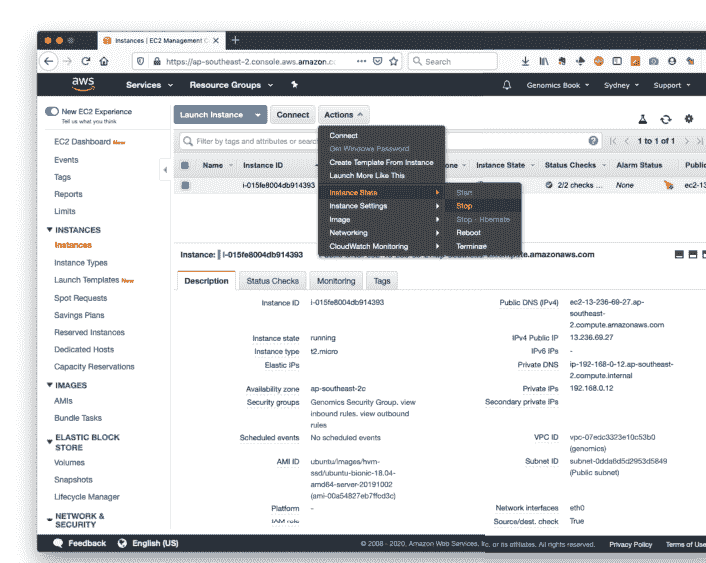 Instances | EC2 Management C
https://ap-southeast-2.console.aws.amazon.c
Search
aws
Services
Resource Groups
Genomics Book
Sydney
Support
New EC2 Experience
Tell us what you think
EC2 Dashboard New
Events
Tags
Reports
Limits
INSTANCES
Instances
Instance Types
Launch Templates New
Spot Requests
Savings Plans
Reserved Instances
Dedicated Hosts
Capacity Reservations
IMAGES
AMIs
Bundle Tasks
ELASTIC BLOCK
STORE
Volumes
Snapshots
Lifecycle Manager
NETWORK &
SECURITY
Launch Instance
Connect
Actions
Filter by tags and attributes or sear
1 to 1 of 1
Connect
Get Windows Password
Create Template From Instance
Launch More Like This
Instance State
Instance Settings
Image
Networking
CloudWatch Monitoring
Start
Stop
Stop - Hibernate
Reboot
Terminate
Name
Instance ID
one
Instance State
Status Checks
Alarm Status
Public
i-015fe8004db914393
2/2 checks ...
None
ec2-13
Instance: i-015fe8004db914393
.compute.amazonaws.com
Description
Status Checks
Monitoring
Tags
Instance ID i-015fe8004db914393
Instance state running
Instance type t2.micro
Elastic IPs
Availability zone ap-southeast-2c
Security groups Genomics Security Group. view
inbound rules. view outbound
rules
Scheduled events No scheduled events
AMI ID ubuntu/images/hvm-
ssd/ubuntu-bionic-18.04-
amd64-server-20191002
(ami-00a54827eb7ffcd3c)
Platform -
IAM role
Public DNS (IPv4) ec2-13-236-69-27.ap-
southeast-
2.compute.amazonaws.com
IPv4 Public IP 13.236.69.27
IPv6 IPs -
Private DNS ip-192-168-0-12.ap-southeast-
2.compute.internal
Private IPs 192.168.0.12
Secondary private IPs
VPC ID vpc-07edc3323e10c53b0
(genomics)
Subnet ID subnet-0dda6d5d2953d5849
(Public subnet)
Network interfaces eth0
Source/dest. check True
Feedback
English (US)
© 2008 - 2020, Amazon Web Services, Inc. or its affiliates. All rights reserved.
Privacy Policy
Terms of Use